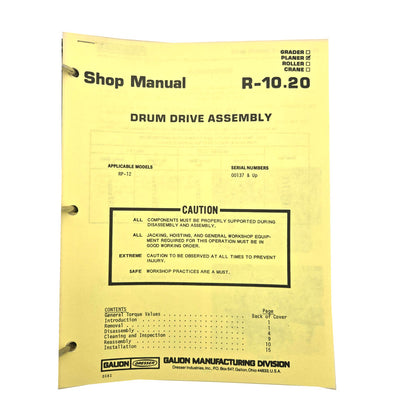 GRADER ☐
PLANER ☑
ROLLER ☐
CRANE ☐
Shop Manual R-10.20
DRUM DRIVE ASSEMBLY
APPLICABLE MODELS SERIAL NUMBERS
RP-12 00137 & Up
CAUTION
ALL COMPONENTS MUST BE PROPERLY SUPPORTED DURING
DISASSEMBLY AND ASSEMBLY.
ALL JACKING, HOISTING, AND GENERAL WORKSHOP EQUIP-
MENT REQUIRED FOR THIS OPERATION MUST BE IN
GOOD WORKING ORDER.
EXTREME CAUTION TO BE OBSERVED AT ALL TIMES TO PREVENT
INJURY.
SAFE WORKSHOP PRACTICES ARE A MUST.
CONTENTS Page
General Torque Values . . . . . . . . . . Back of Cover
Introduction . . . . . . . . . . 1
Removal . . . . . . . . . . 1
Disassembly . . . . . . . . . . 4
Cleaning and Inspection . . . . . . . . . . 9
Reassembly . . . . . . . . . . 10
Installation . . . . . . . . . . 15
GALION DRESSER GALION MANUFACTURING DIVISION
Dresser Industries, Inc. P.O. Box 647, Galion, Ohio 44833, U.S.A.